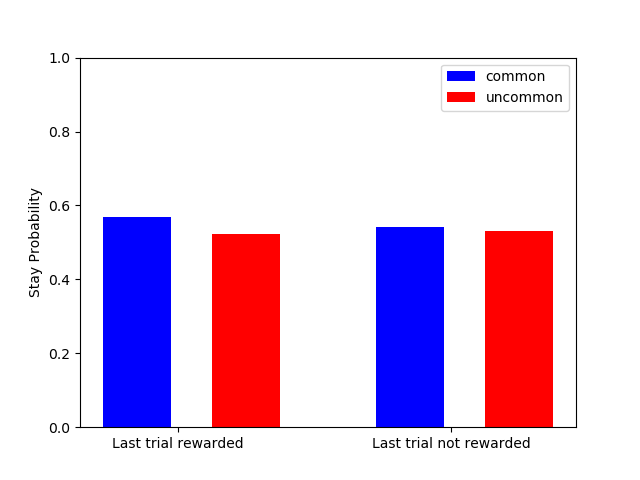 1.0
0.8
0.6
0.4
0.2
0.0
Stay Probability
common
uncommon
Last trial rewarded
Last trial not rewarded